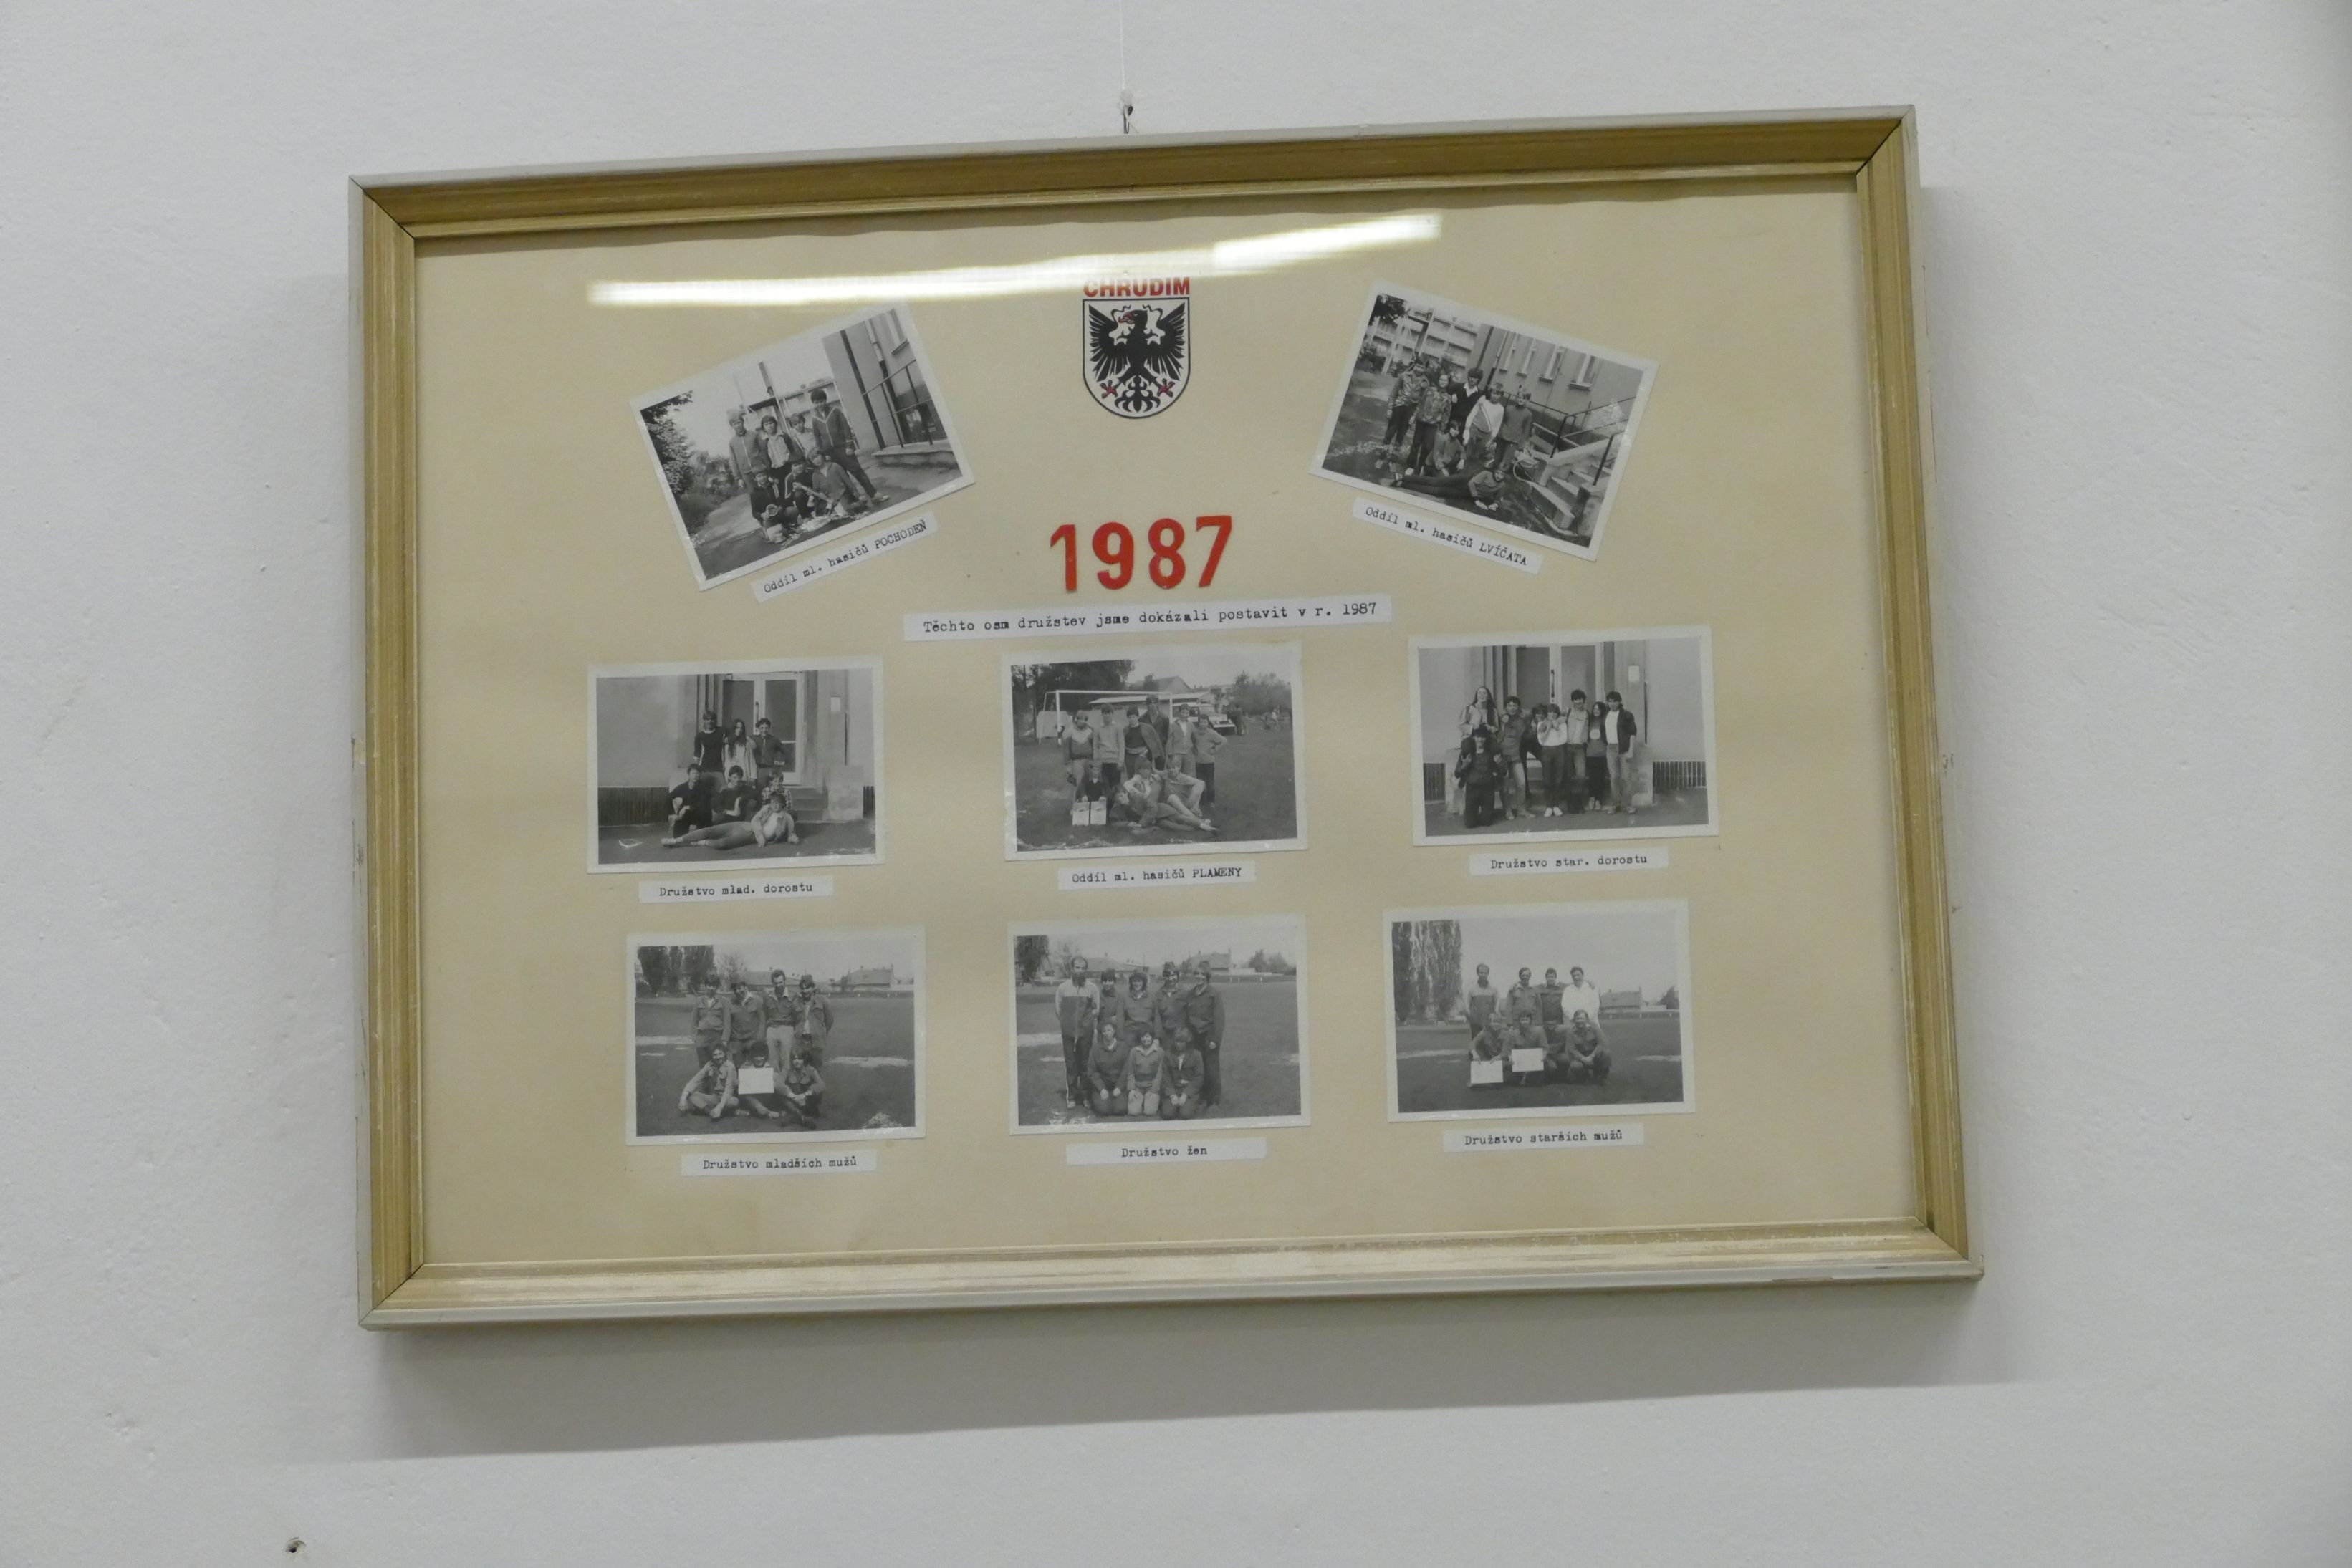 CHRUDIM
Oddíl ml. hasičů POCHODEŇ
Oddíl ml. hasičů LVÍČATA
1987
Těchto osm družstev jsme dokázali postavit v r. 1987
Družstvo mlad. dorostu
Oddíl ml. hasičů PLAMENY
Družstvo star. dorostu
Družstvo mladších mužů
Družstvo žen
Družstvo starších mužů